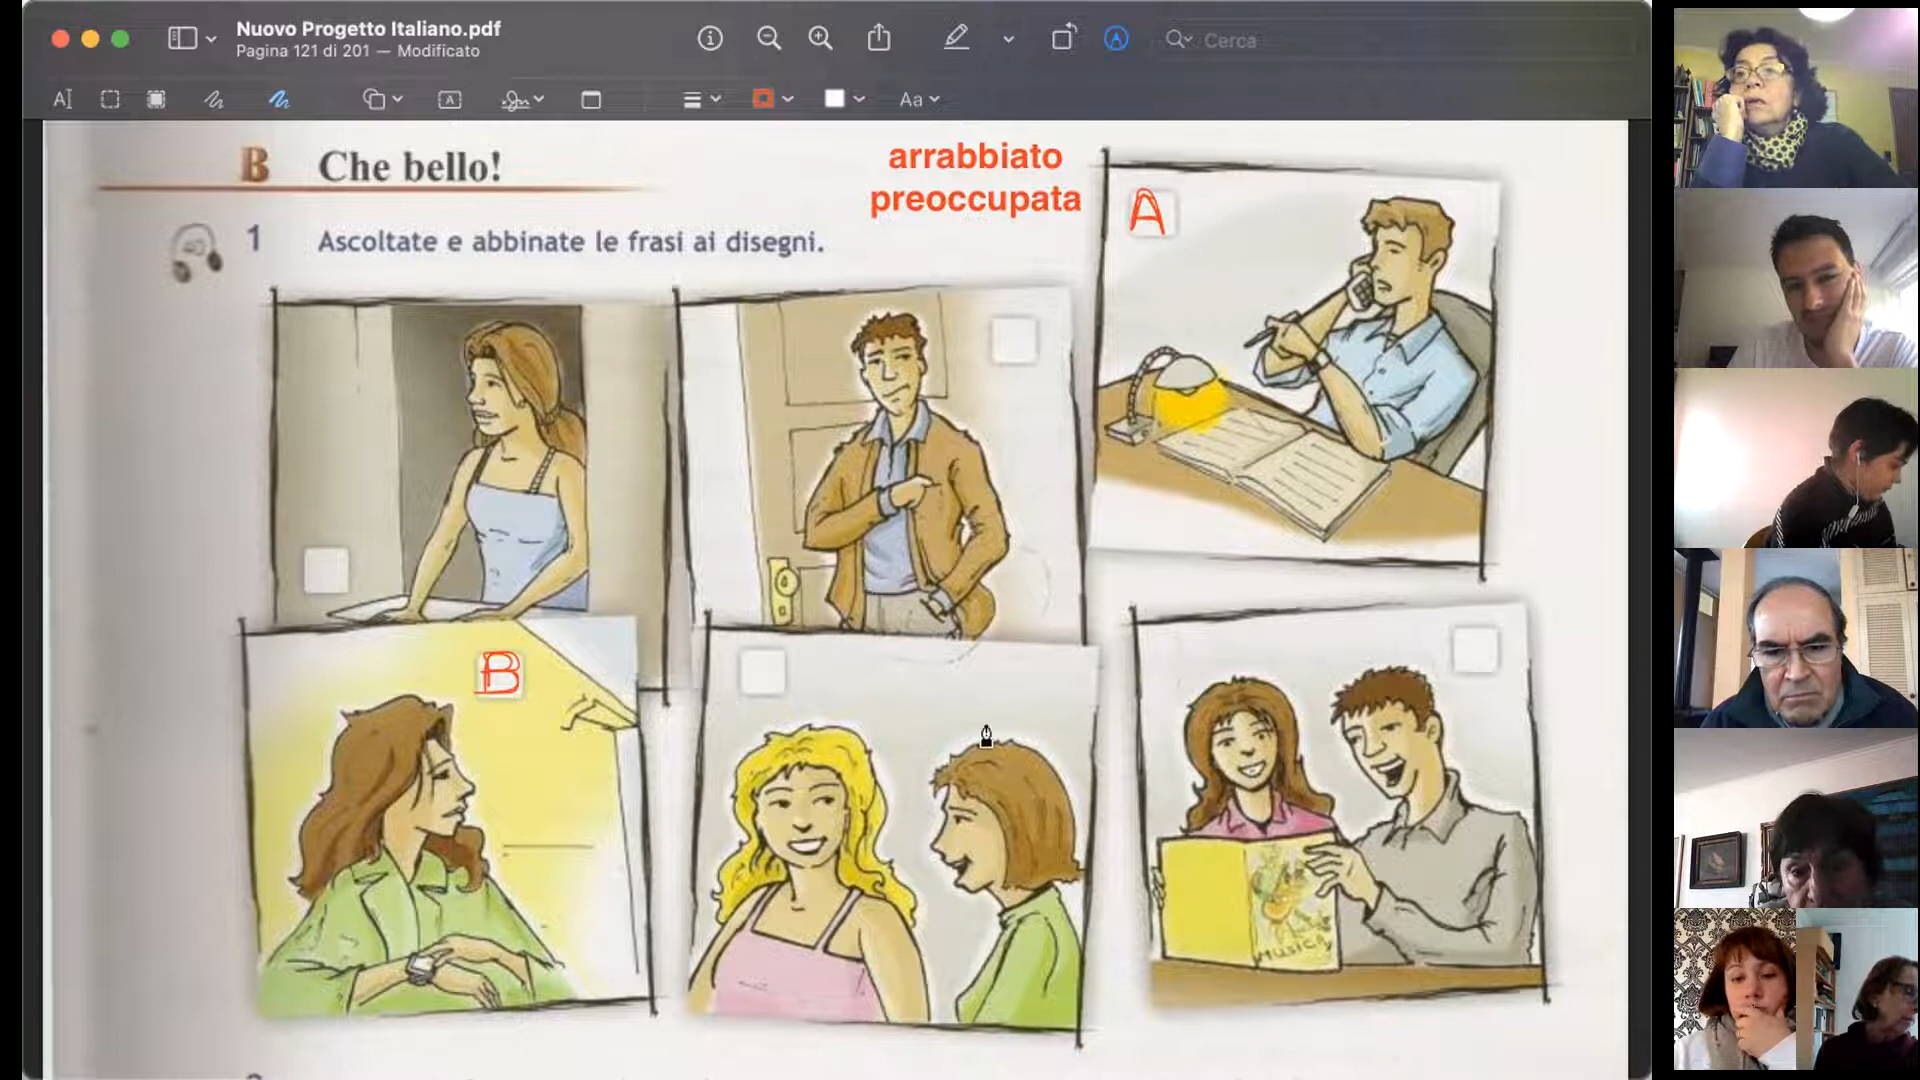 Nuovo Progetto Italiano.pdf
Pagina 121 di 201 — Modificato
Cerca
Aa
B Che bello!
arrabbiato
preoccupata
A
1 Ascoltate e abbinate le frasi ai disegni.
B
MUSICA